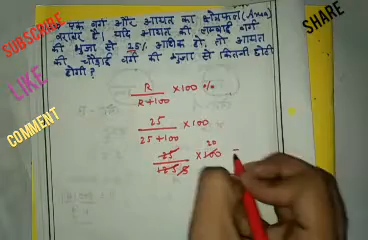 SUBSCRIBE
SHARE
LIKE
COMMENT
एक वर्ग और आयत का क्षेत्रफल (Area)
बराबर है। यदि आयत की लम्बाई वर्ग
की भुजा से 25% अधिक हो, तो आयत
की चौड़ाई वर्ग की भुजा से कितनी छोटी
होगी ?
R/R+100 ×100 %
25/25+100 ×100
20
25/125 5 ×100 =